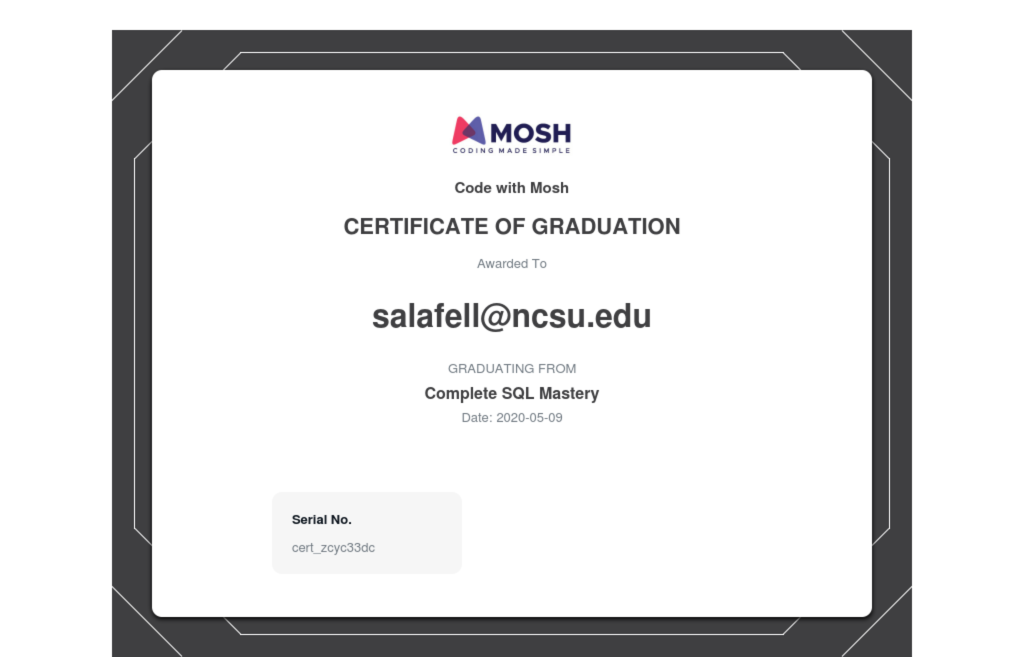 MOSH
CODING MADE SIMPLE
Code with Mosh
CERTIFICATE OF GRADUATION
Awarded To
salafell@ncsu.edu
GRADUATING FROM
Complete SQL Mastery
Date: 2020-05-09
Serial No.
cert_zcyc33dc